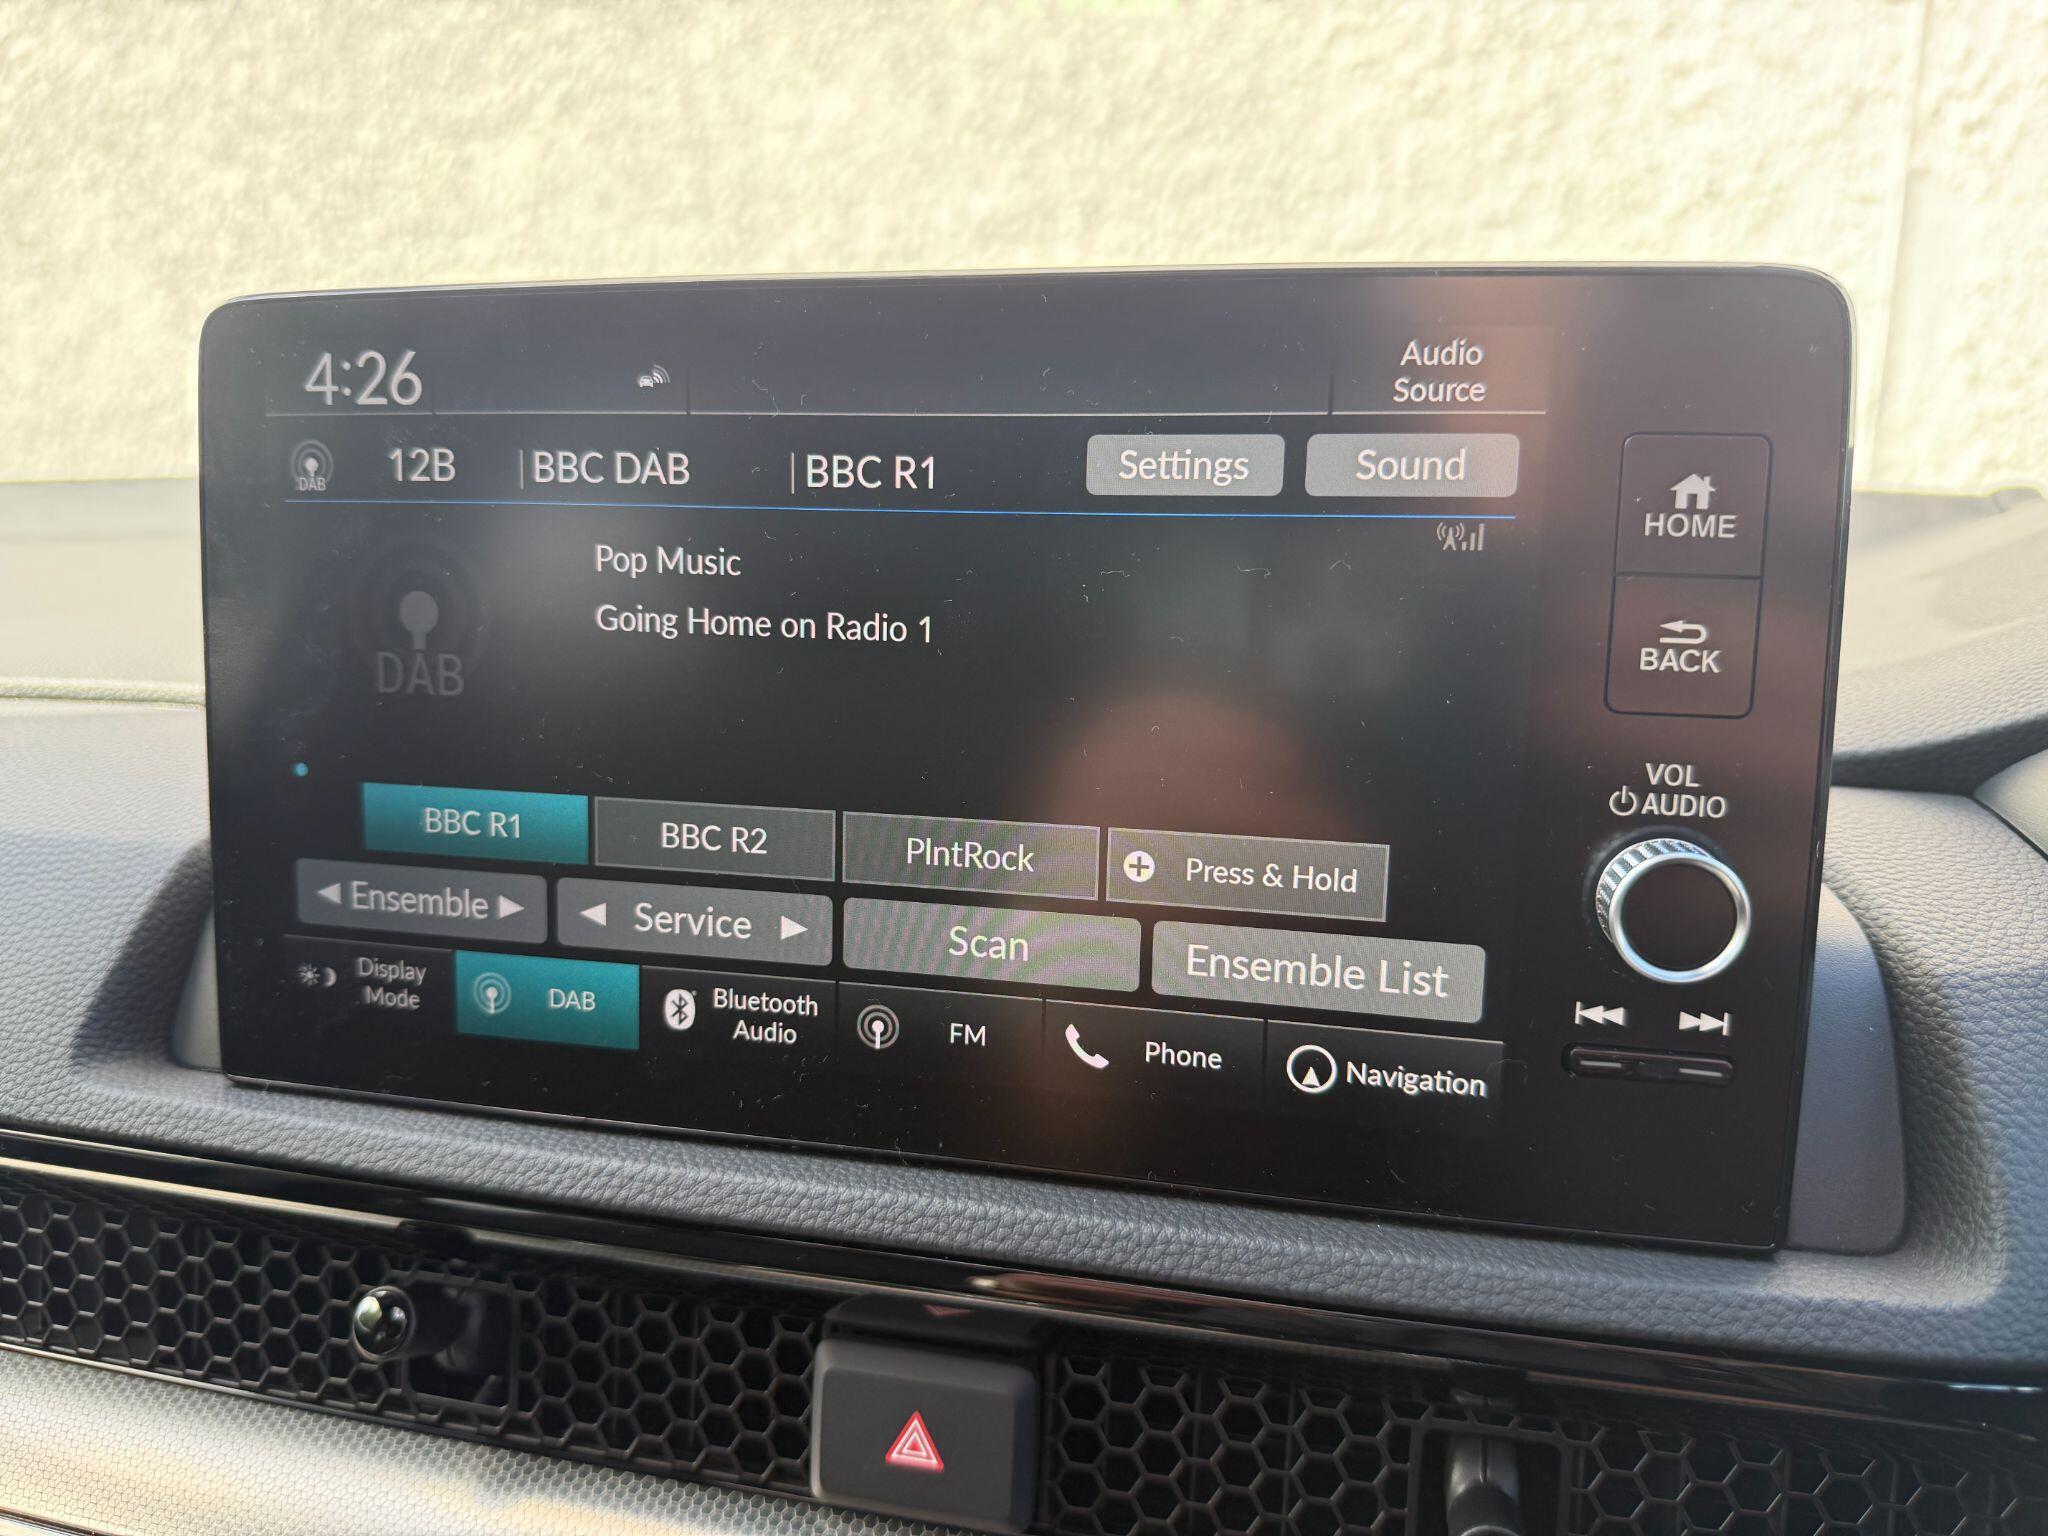 4:26
Audio
Source
DAB
12B
BBC DAB
BBC R1
Settings
Sound
HOME
Pop Music
Going Home on Radio 1
DAB
BACK
VOL
AUDIO
BBC R1
BBC R2
PlntRock
Press & Hold
Ensemble
Service
Scan
Ensemble List
Display
Mode
DAB
Bluetooth
Audio
FM
Phone
Navigation